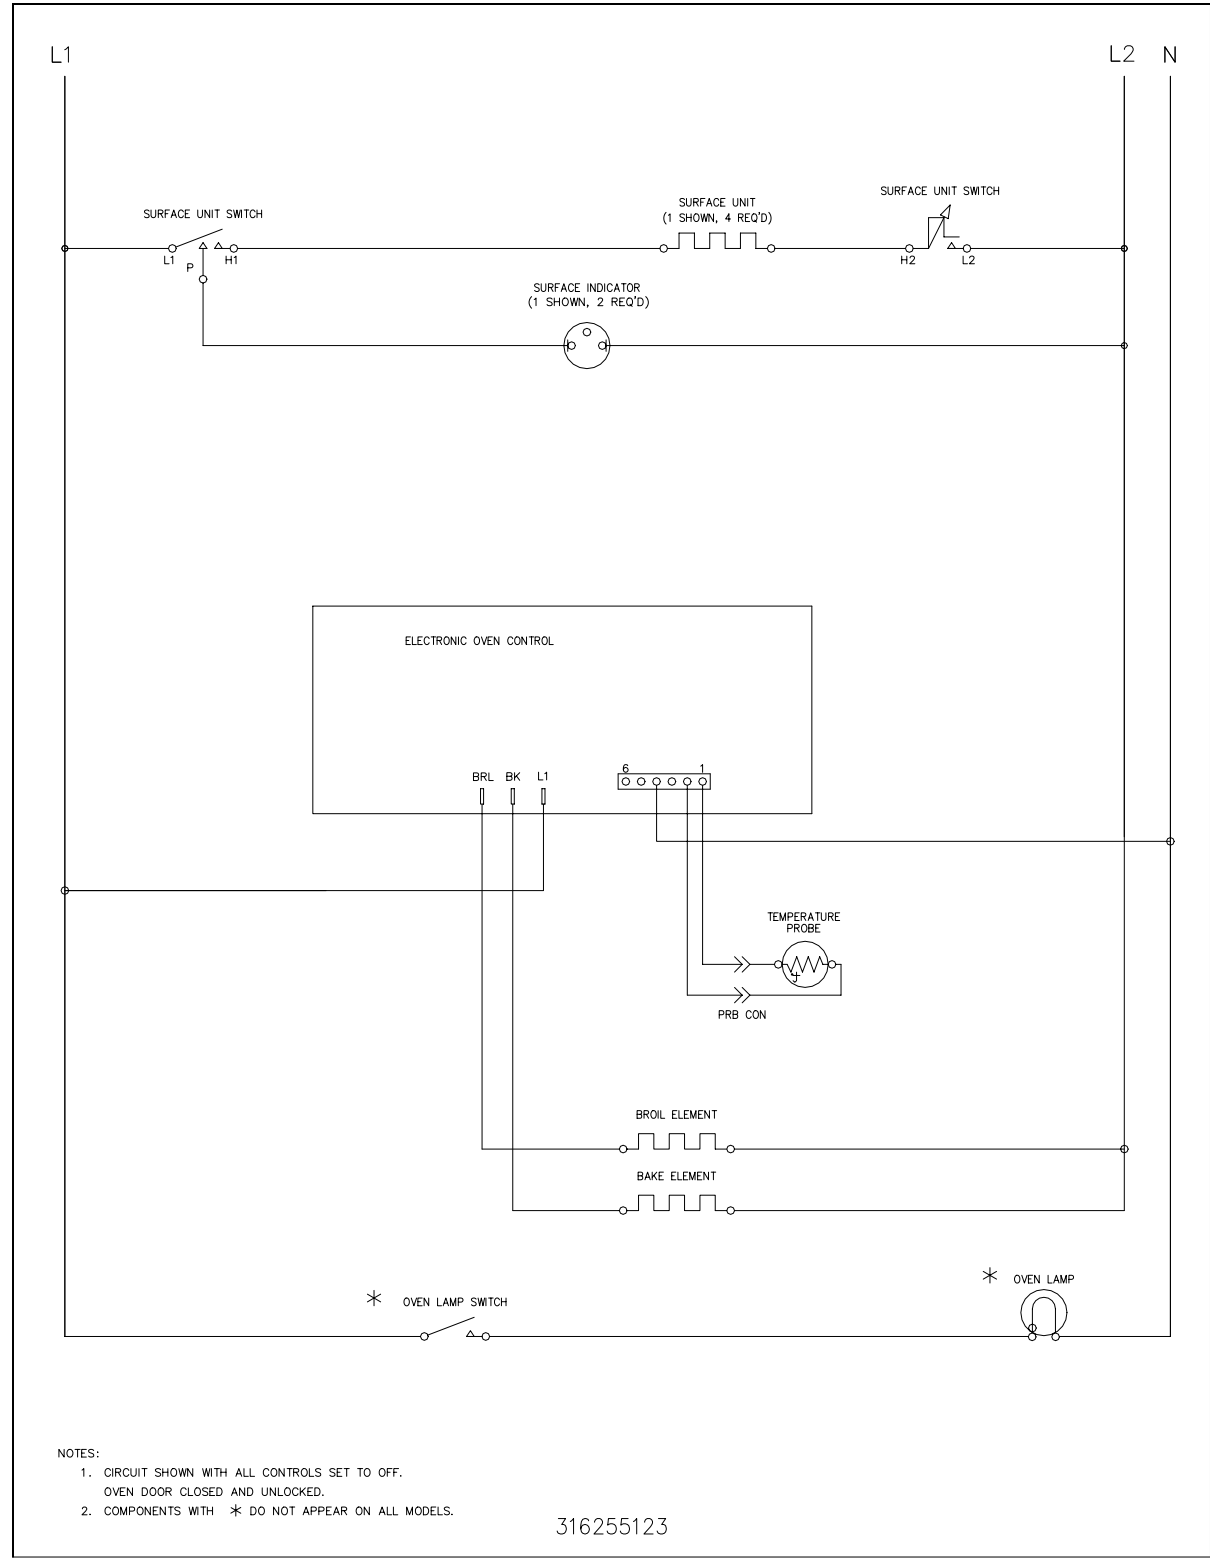 L1
L2 N
SURFACE UNIT SWITCH
SURFACE UNIT
(1 SHOWN, 4 REQ'D)
SURFACE UNIT SWITCH
L1
P
H1
H2
L2
SURFACE INDICATOR
(1 SHOWN, 2 REQ'D)
ELECTRONIC OVEN CONTROL
BRL BK L1
6 1
TEMPERATURE
PROBE
PRB CON
BROIL ELEMENT
BAKE ELEMENT
* OVEN LAMP
* OVEN LAMP SWITCH
NOTES:
1. CIRCUIT SHOWN WITH ALL CONTROLS SET TO OFF.
OVEN DOOR CLOSED AND UNLOCKED.
2. COMPONENTS WITH * DO NOT APPEAR ON ALL MODELS.
316255123